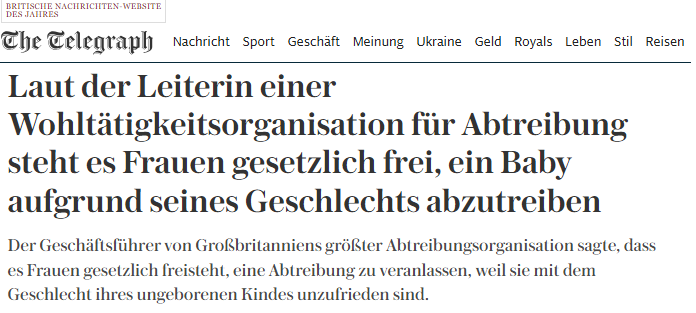 BRITISCHE NACHRICHTEN-WEBSITE
DES JAHRES
The Telegraph
Nachricht Sport Geschäft Meinung Ukraine Geld Royals Leben Stil Reisen
Laut der Leiterin einer
Wohltätigkeitsorganisation für Abtreibung
steht es Frauen gesetzlich frei, ein Baby
aufgrund seines Geschlechts abzutreiben
Der Geschäftsführer von Großbritanniens größter Abtreibungsorganisation sagte, dass
es Frauen gesetzlich freisteht, eine Abtreibung zu veranlassen, weil sie mit dem
Geschlecht ihres ungeborenen Kindes unzufrieden sind.